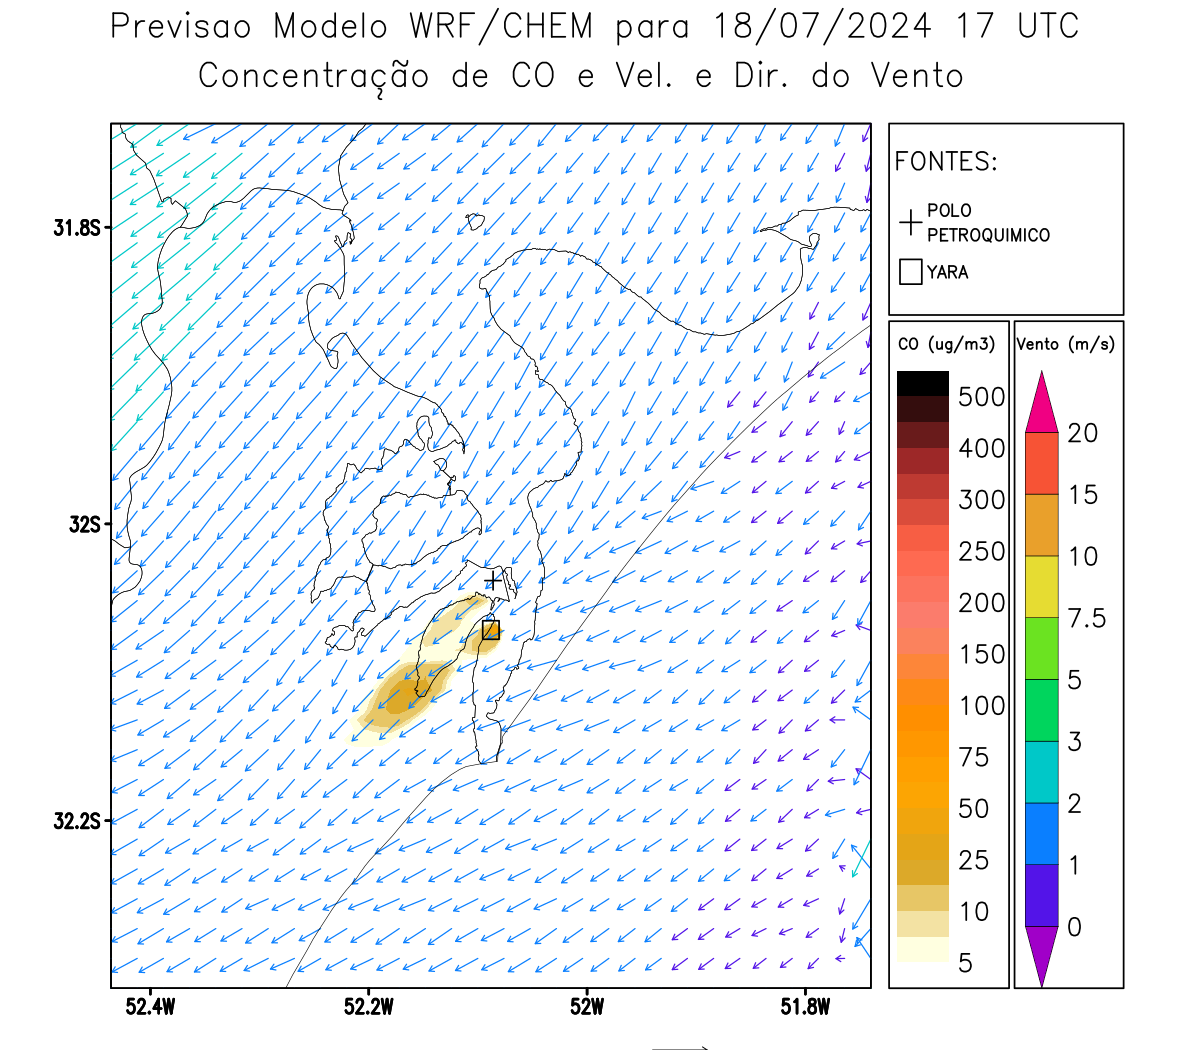 Previsao Modelo WRF/CHEM para 18/07/2024 17 UTC
Concentração de CO e Vel. e Dir. do Vento
FONTES:
POLO
PETROQUIMICO
YARA
31.8S
32S
32.2S
52.4W
52.2W
52W
51.8W
CO (ug/m3)
500
400
300
250
200
150
100
75
50
25
10
5
Vento (m/s)
20
15
10
7.5
5
3
2
1
0